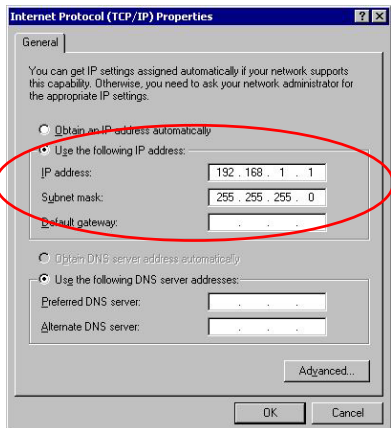 Internet Protocol (TCP/IP) Properties
General
You can get IP settings assigned automatically if your network supports
this capability. Otherwise, you need to ask your network administrator for
the appropriate IP settings.
Obtain an IP address automatically
Use the following IP address:
IP address: 192 . 168 . 1 . 1
Subnet mask: 255 . 255 . 255 . 0
Default gateway: . . .
Obtain DNS server address automatically
Use the following DNS server addresses:
Preferred DNS server: . . .
Alternate DNS server: . . .
Advanced...
OK Cancel